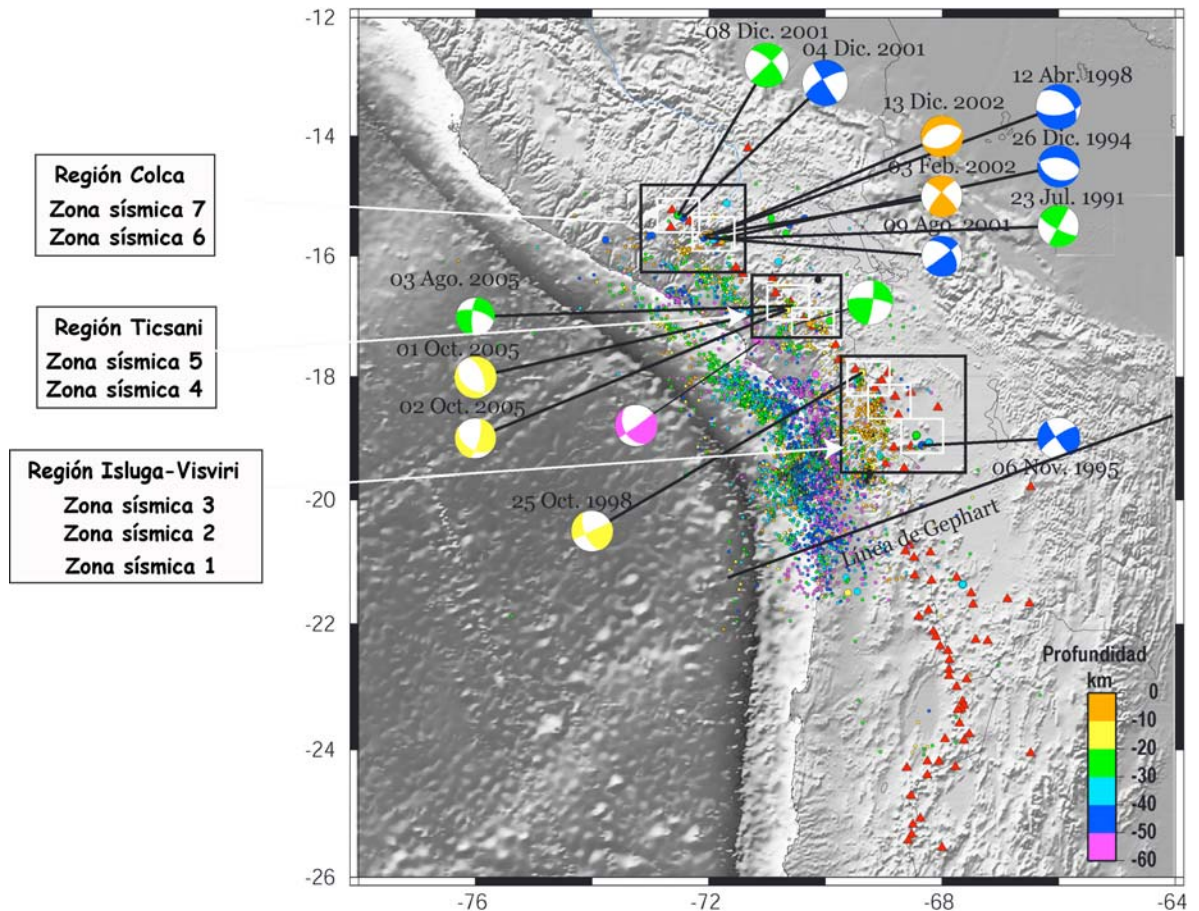 -12
-14
-16
-18
-20
-22
-24
-26
-76
-72
-70
-68
-64
08 Dic. 2001
04 Dic. 2001
12 Abr. 1998
13 Dic. 2002
26 Dic. 1994
03 Feb. 2002
23 Jul. 1991
09 Ago. 2001
Región Colca
Zona sísmica 7
Zona sísmica 6
03 Ago. 2005
Región Ticsani
Zona sísmica 5
Zona sísmica 4
01 Oct. 2005
02 Oct. 2005
Región Isluga-Visviri
Zona sísmica 3
Zona sísmica 2
Zona sísmica 1
06 Nov. 1995
25 Oct. 1998
Linea de Gephart
Profundidad
km
0
-10
-20
-30
-40
-50
-60